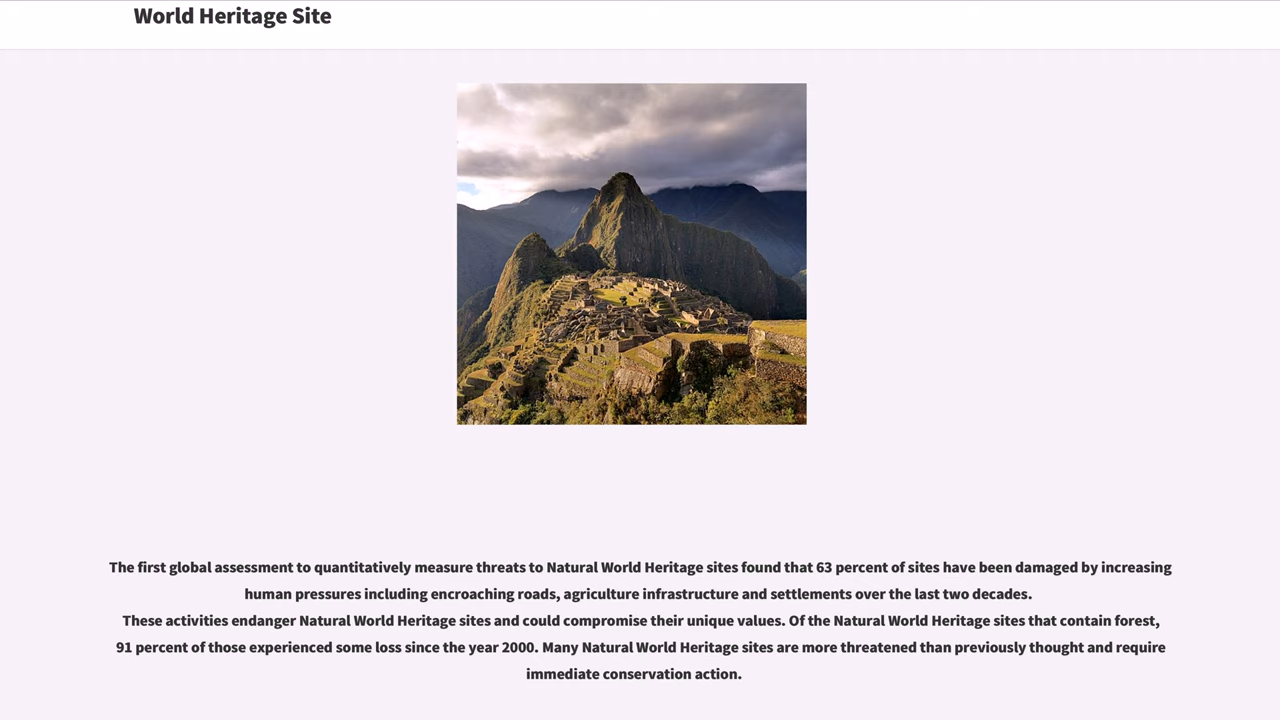 World Heritage Site
The first global assessment to quantitatively measure threats to Natural World Heritage sites found that 63 percent of sites have been damaged by increasing
human pressures including encroaching roads, agriculture infrastructure and settlements over the last two decades.
These activities endanger Natural World Heritage sites and could compromise their unique values. Of the Natural World Heritage sites that contain forest,
91 percent of those experienced some loss since the year 2000. Many Natural World Heritage sites are more threatened than previously thought and require
immediate conservation action.